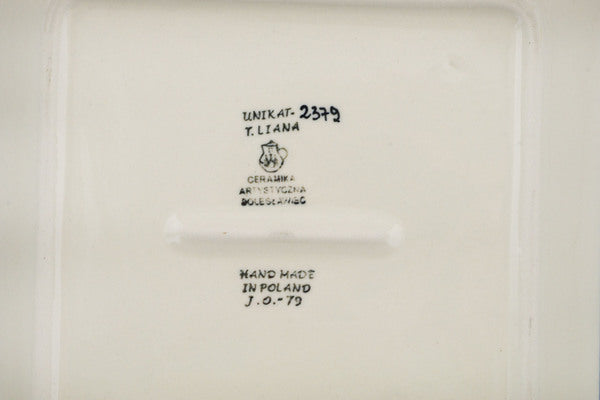 UNIKAT- 2379
T. LIANA
CERAMIKA
ARTYSTYCZNA
BOLESŁAWIEC
HAND MADE
IN POLAND
J.O.-79